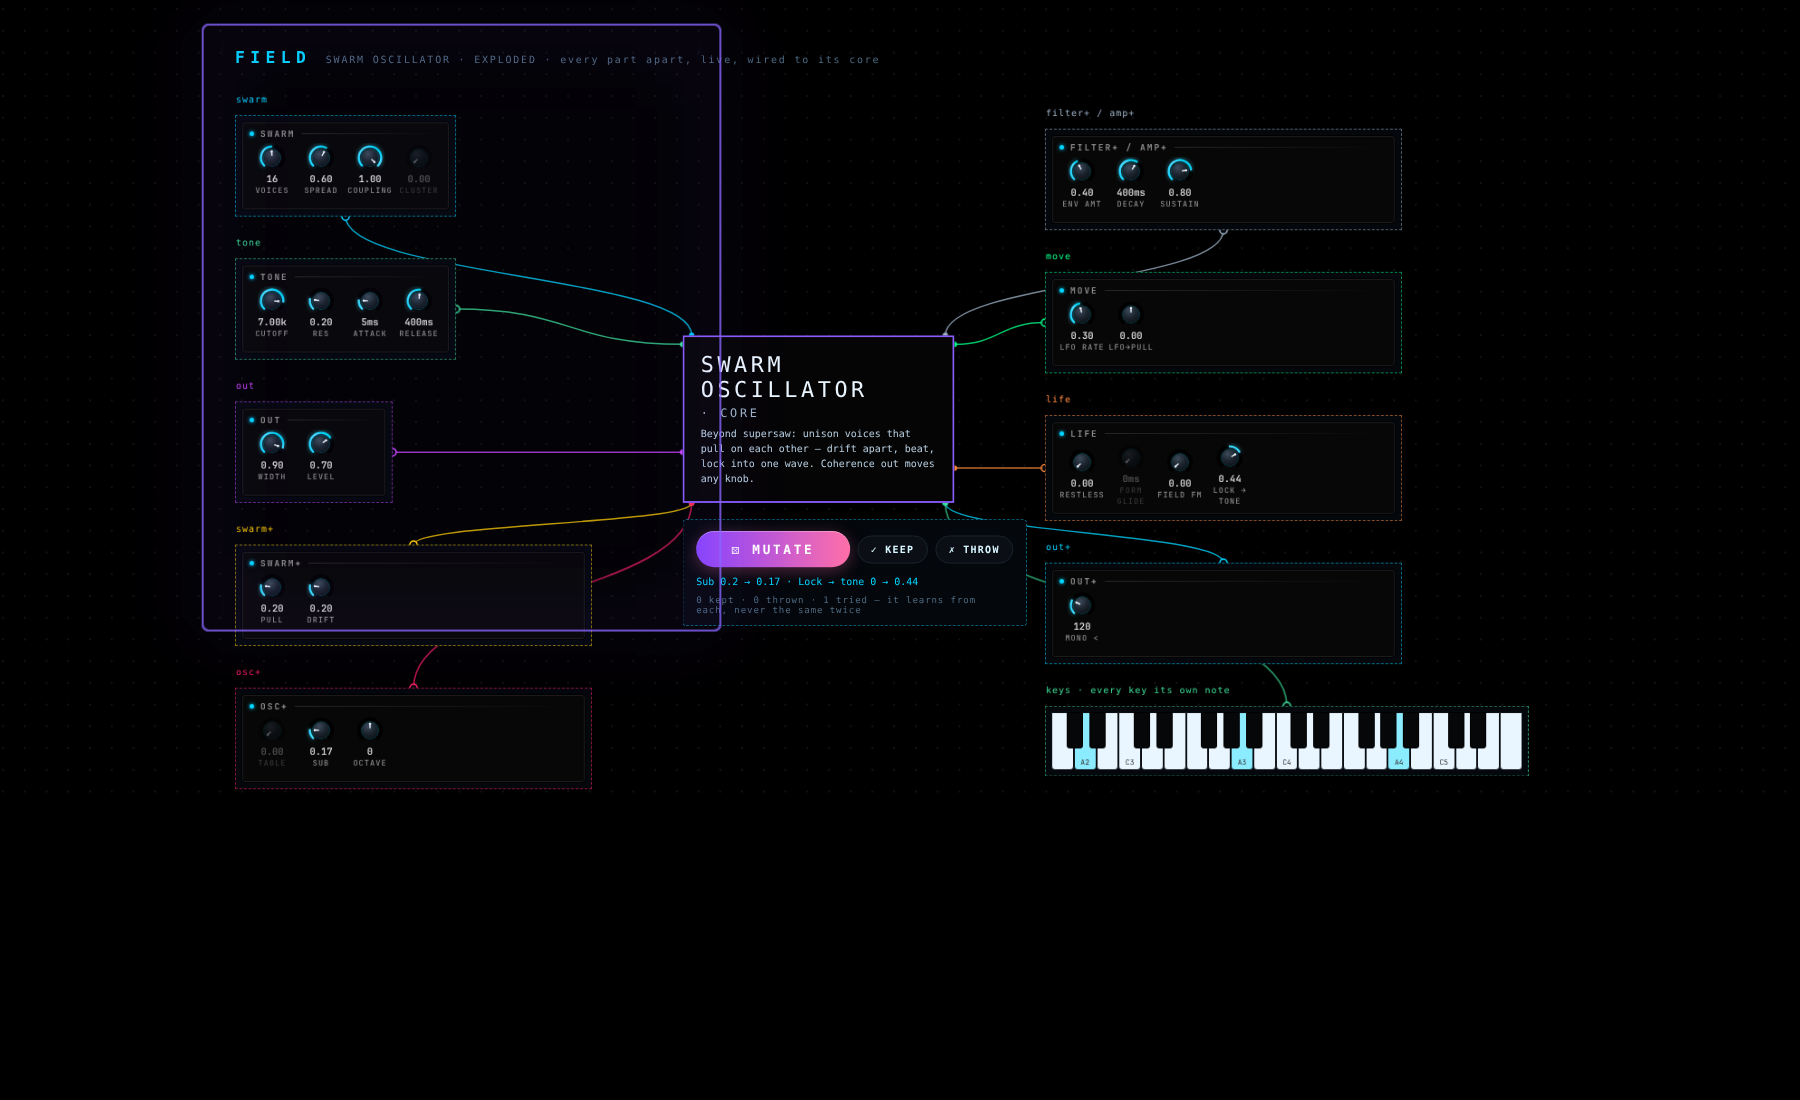 FIELD SWARM OSCILLATOR · EXPLODED · every part apart, live, wired to its core
swarm
SWARM
16 0.60 1.00 0.00
VOICES SPREAD COUPLING CLUSTER
tone
TONE
7.00k 0.20 5ms 400ms
CUTOFF RES ATTACK RELEASE
out
OUT
0.90 0.70
WIDTH LEVEL
swarm+
SWARM+
0.20 0.20
PULL DRIFT
osc+
OSC+
0.00 0.17 0
TABLE SUB OCTAVE
SWARM
OSCILLATOR
· CORE
Beyond supersaw: unison voices that
pull on each other — drift apart, beat,
lock into one wave. Coherence out moves
any knob.
⚄ MUTATE ✓ KEEP ✗ THROW
Sub 0.2 → 0.17 · Lock → tone 0 → 0.44
0 kept · 0 thrown · 1 tried — it learns from
each, never the same twice
filter+ / amp+
FILTER+ / AMP+
0.40 400ms 0.80
ENV AMT DECAY SUSTAIN
move
MOVE
0.30 0.00
LFO RATE LFO→PULL
life
LIFE
0.00 0ms 0.00 0.44
RESTLESS FORM GLIDE FIELD FM LOCK → TONE
out+
OUT+
120
MONO <
keys · every key its own note
A2 C3 A3 C4 A4 C5